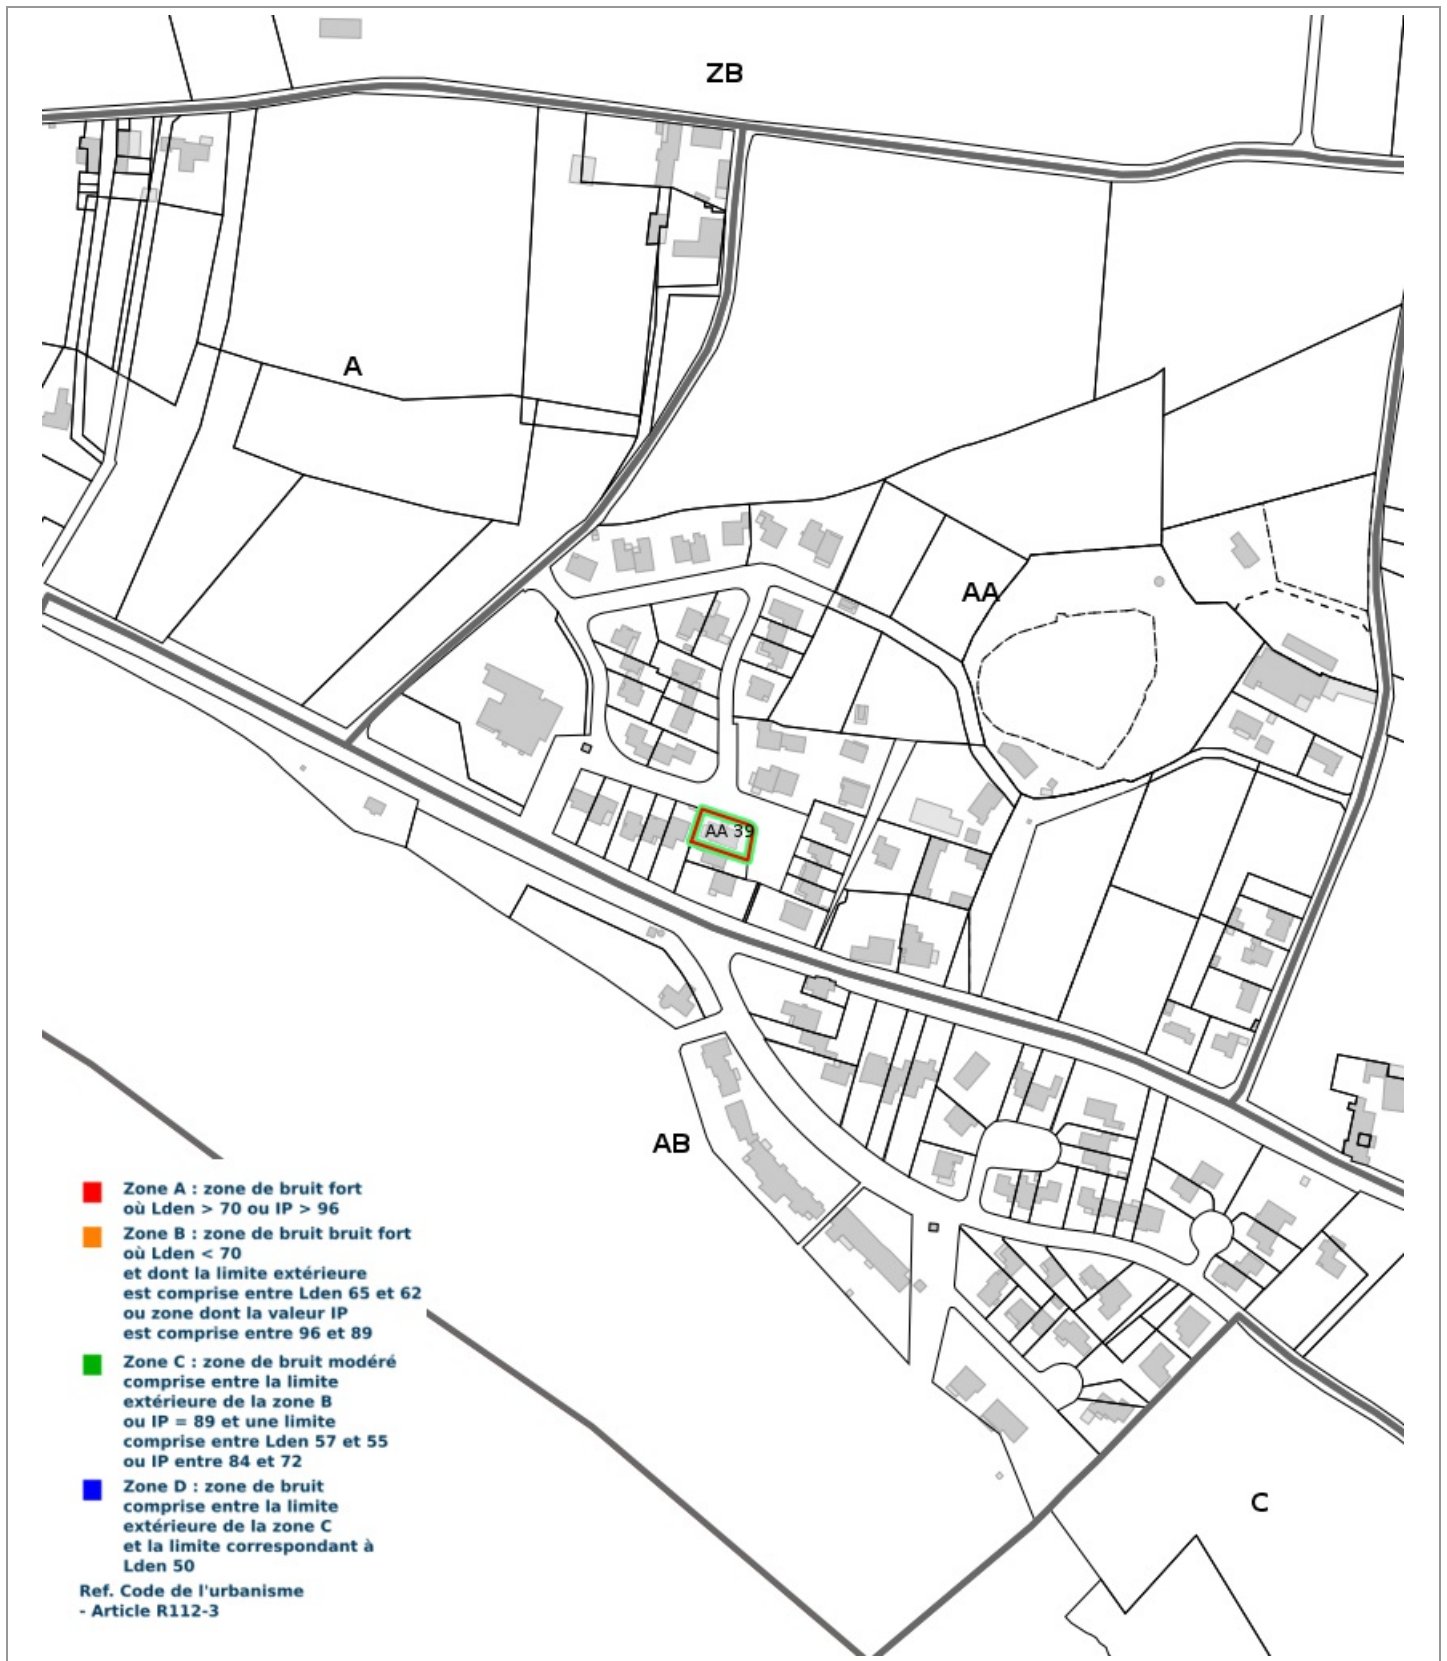 ZB
A
AA
AA 39
AB
Zone A : zone de bruit fort
où Lden > 70 ou IP > 96
Zone B : zone de bruit bruit fort
où Lden < 70
et dont la limite extérieure
est comprise entre Lden 65 et 62
ou zone dont la valeur IP
est comprise entre 96 et 89
Zone C : zone de bruit modéré
comprise entre la limite
extérieure de la zone B
ou IP = 89 et une limite
comprise entre Lden 57 et 55
ou IP entre 84 et 72
Zone D : zone de bruit
comprise entre la limite
extérieure de la zone C
et la limite correspondant à
Lden 50
Ref. Code de l'urbanisme
- Article R112-3
C